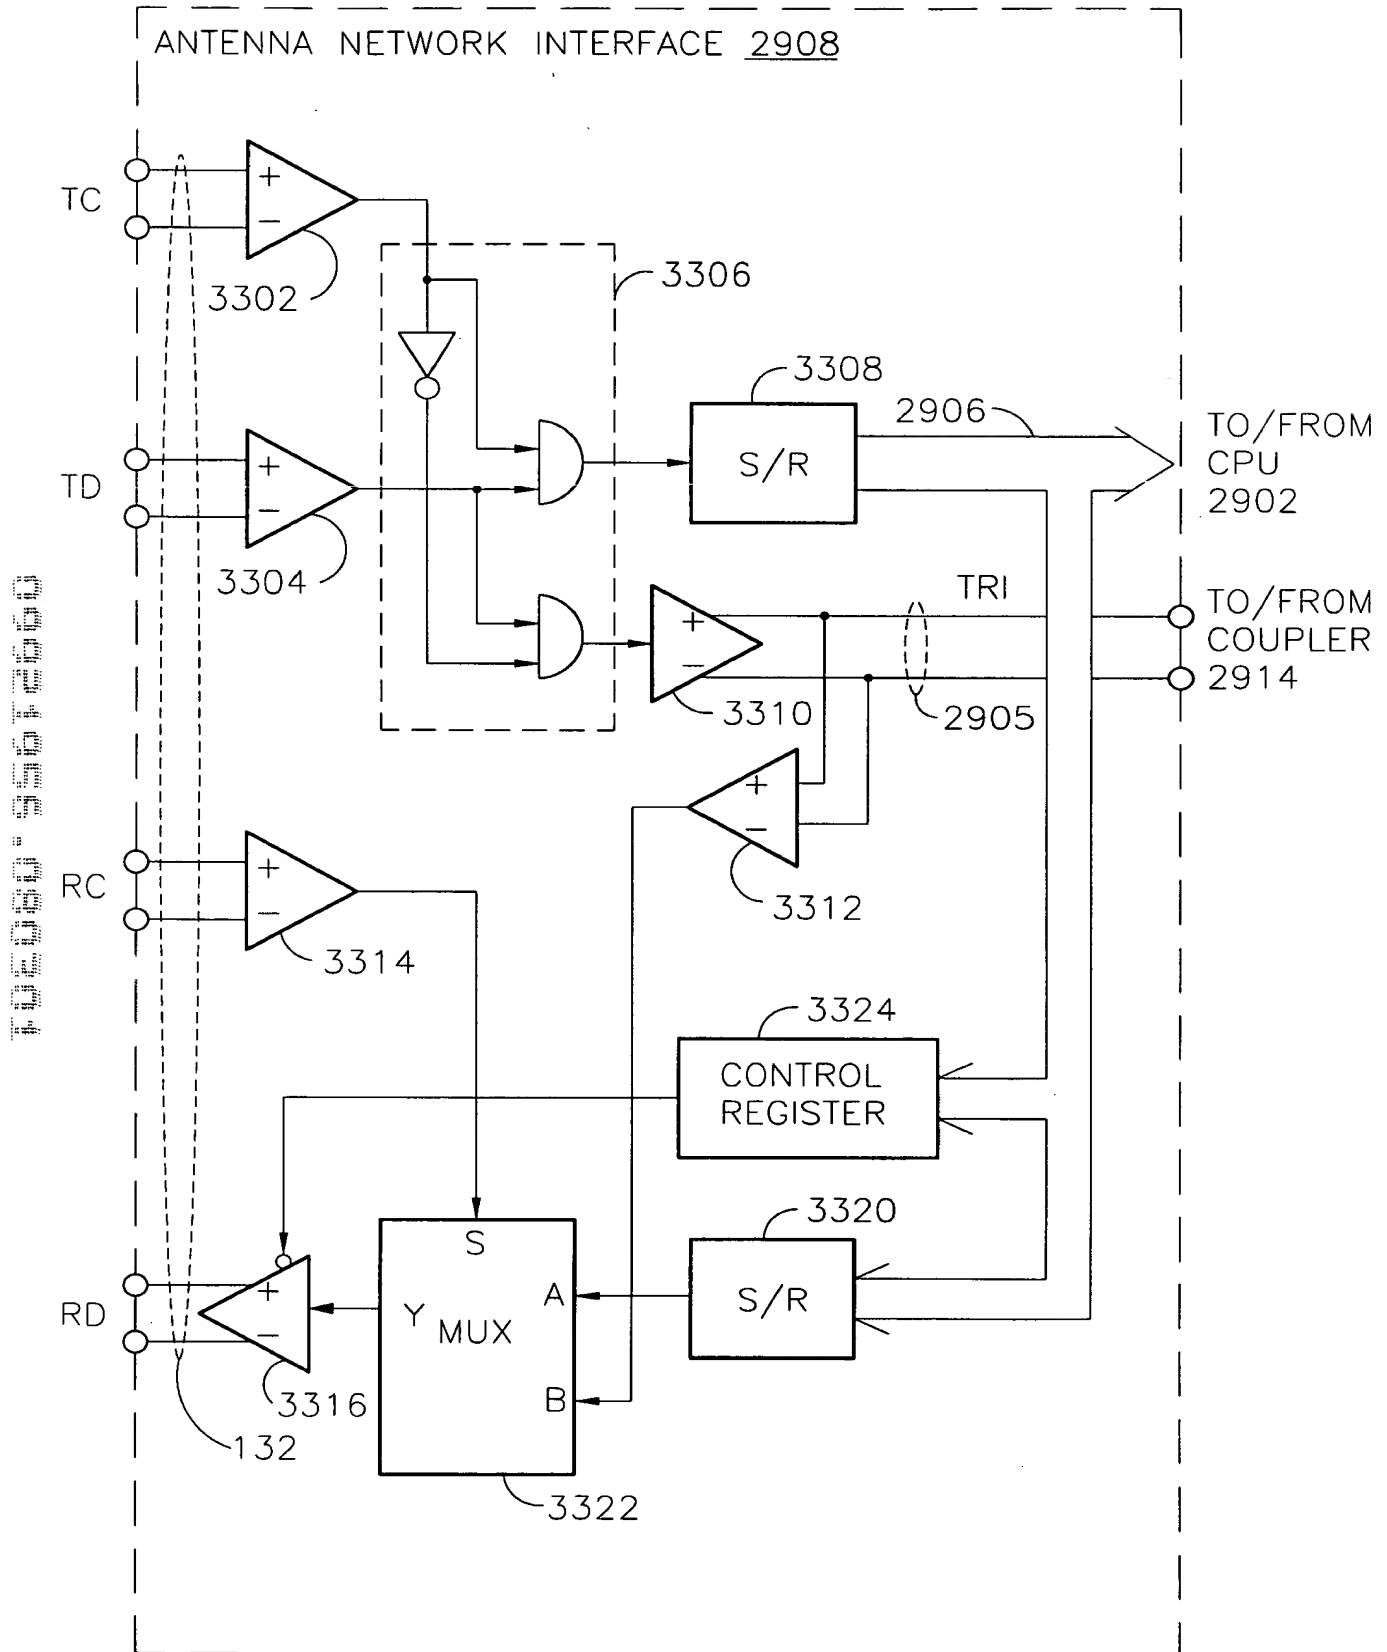 ANTENNA NETWORK INTERFACE 2908
TC
+
−
3302
3306
TD
+
−
3304
3308
S/R
2906
TO/FROM
CPU
2902
TRI
TO/FROM
COUPLER
2914
+
−
3310
2905
+
−
3312
RC
+
−
3314
3324
CONTROL
REGISTER
3320
S/R
S
A
Y
MUX
B
RD
+
−
3316
132
3322